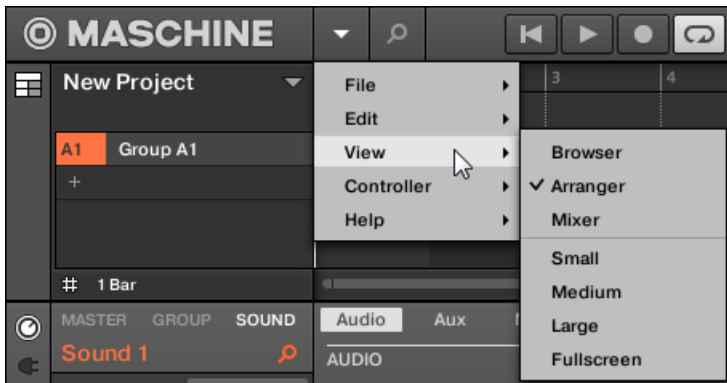 MASCHINE
New Project
3
4
File
Edit
View
Controller
Help
Browser
Arranger
Mixer
Small
Medium
Large
Fullscreen
A1 Group A1
+
1 Bar
MASTER GROUP SOUND
Sound 1
Audio Aux
AUDIO